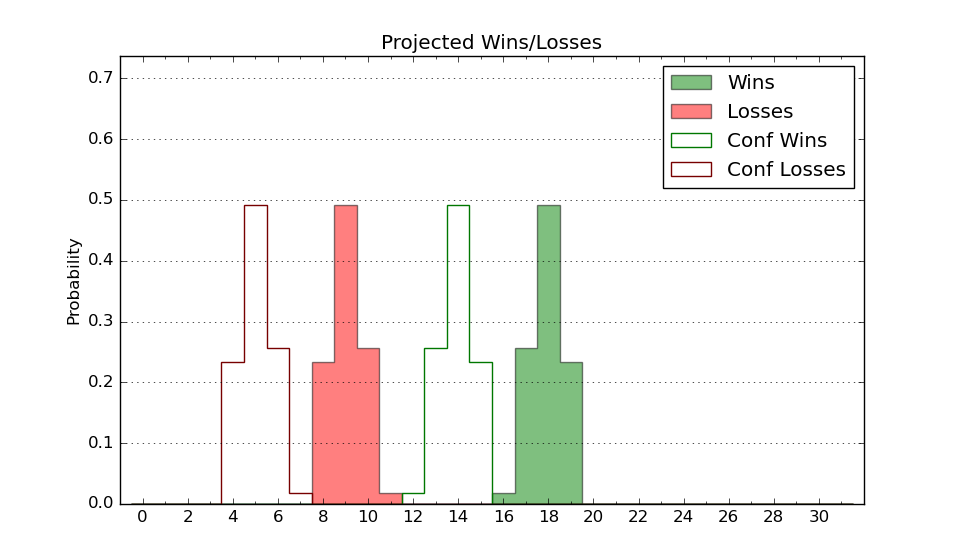 Projected Wins/Losses
Wins
Losses
Conf Wins
Conf Losses
Probability
0.7
0.6
0.5
0.4
0.3
0.2
0.1
0.0
0 2 4 6 8 10 12 14 16 18 20 22 24 26 28 30